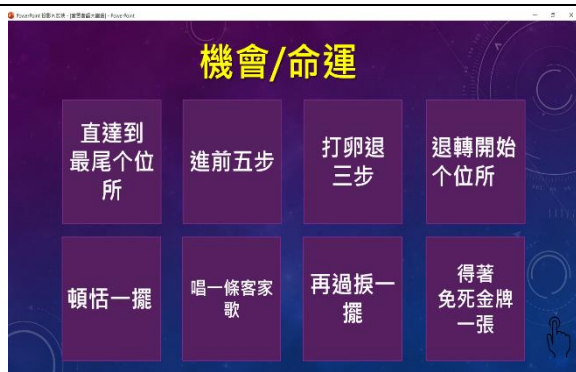 機會/命運
直達到
最尾个位
所
進前五步
打卵退
三步
退轉開始
个位所
頓恬一擺
唱一條客家
歌
再過捩一
擺
得著
免死金牌
一張